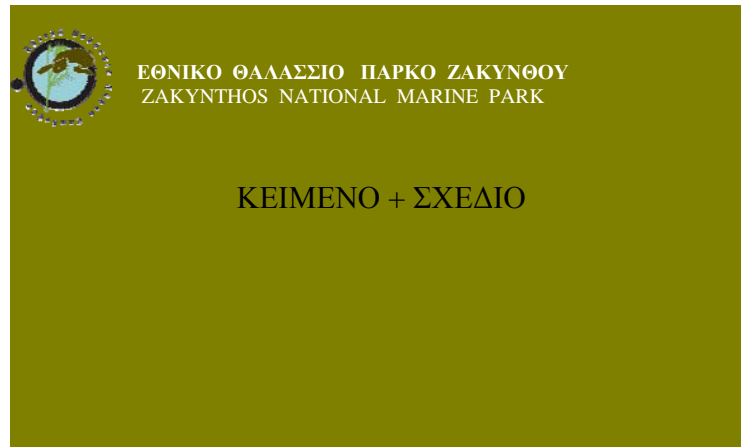 ΕΘΝΙΚΟ ΘΑΛΑΣΣΙΟ ΠΑΡΚΟ ΖΑΚΥΝΘΟΥ
ZAKYNTHOS NATIONAL MARINE PARK
ΚΕΙΜΕΝΟ + ΣΧΕΔΙΟ